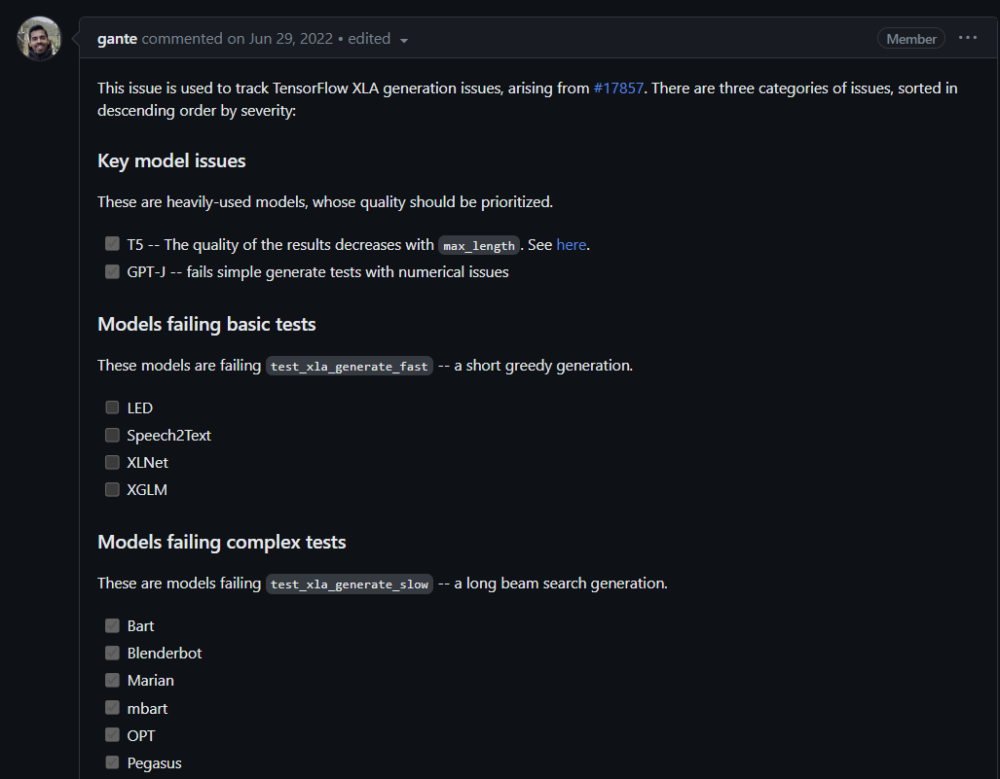 gante commented on Jun 29, 2022 • edited
Member
This issue is used to track TensorFlow XLA generation issues, arising from #17857. There are three categories of issues, sorted in
descending order by severity:
Key model issues
These are heavily-used models, whose quality should be prioritized.
T5 -- The quality of the results decreases with max_length. See here.
GPT-J -- fails simple generate tests with numerical issues
Models failing basic tests
These models are failing test_xla_generate_fast -- a short greedy generation.
LED
Speech2Text
XLNet
XGLM
Models failing complex tests
These are models failing test_xla_generate_slow -- a long beam search generation.
Bart
Blenderbot
Marian
mbart
OPT
Pegasus